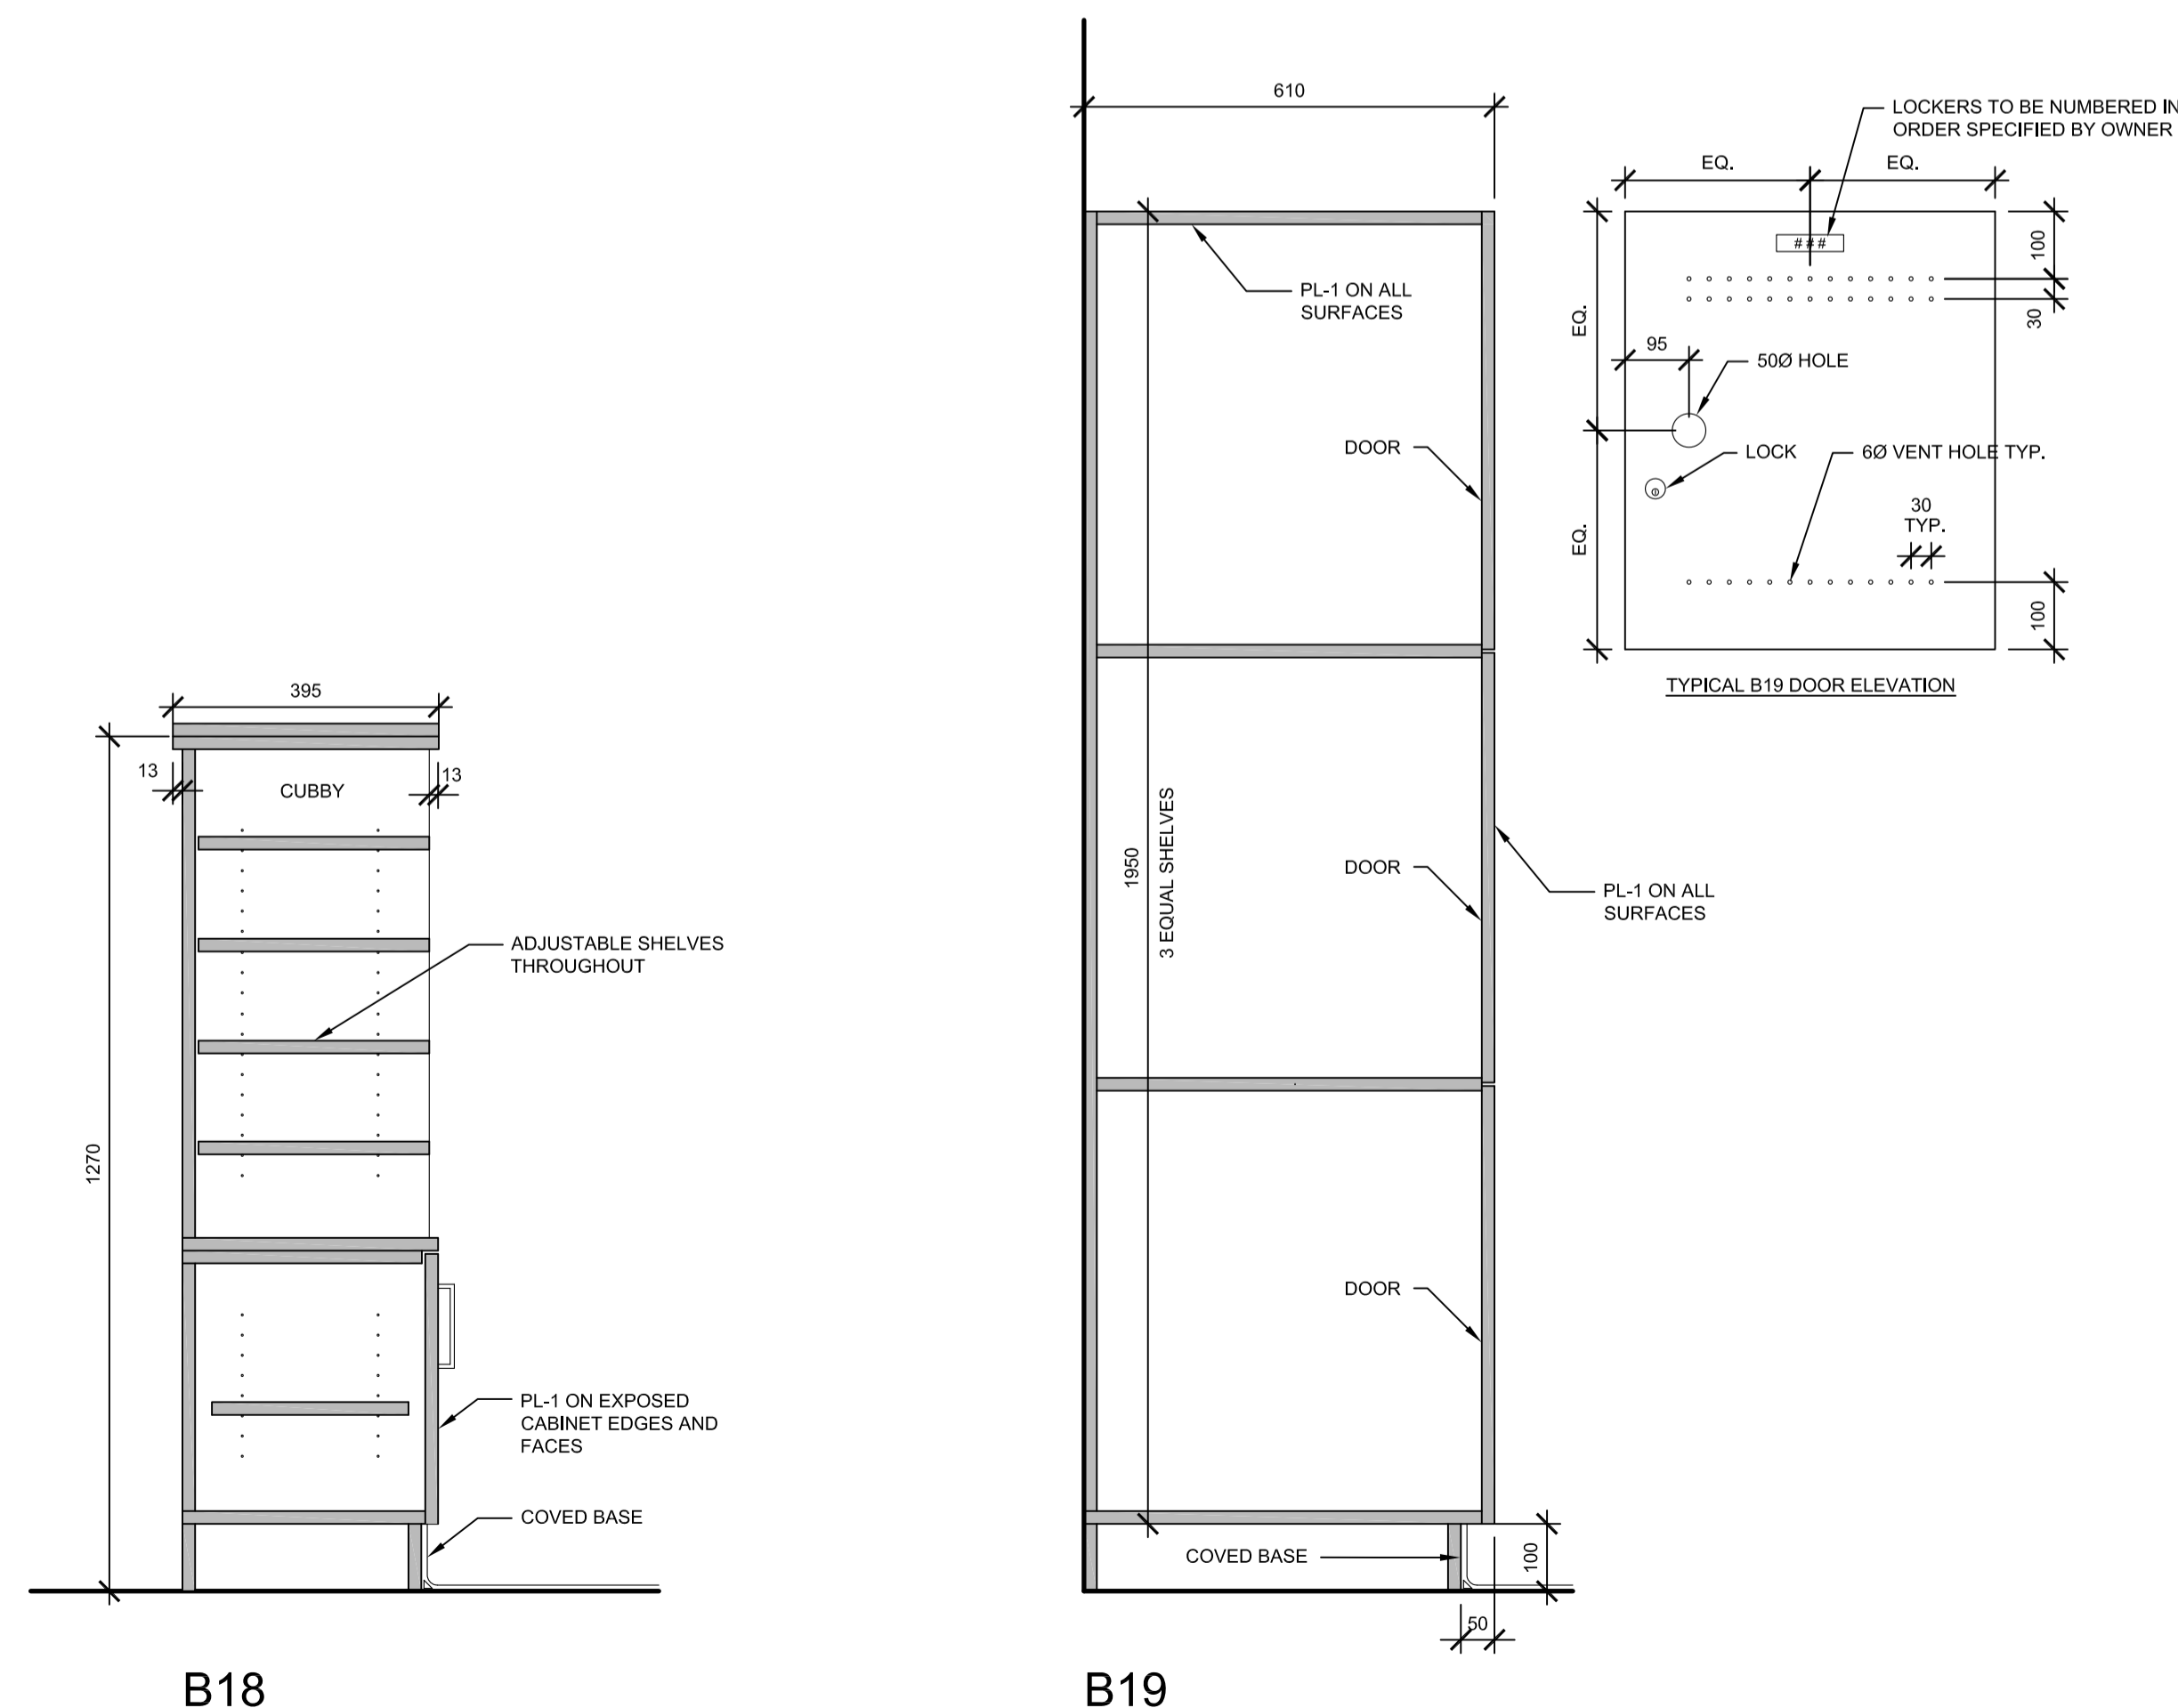 395
13
CUBBY
13
ADJUSTABLE SHELVES
THROUGHOUT
1270
PL-1 ON EXPOSED
CABINET EDGES AND
FACES
COVED BASE
B18
610
PL-1 ON ALL
SURFACES
DOOR
1950
3 EQUAL SHELVES
DOOR
PL-1 ON ALL
SURFACES
DOOR
COVED BASE
100
50
B19
LOCKERS TO BE NUMBERED IN
ORDER SPECIFIED BY OWNER
EQ.
EQ.
# # #
100
30
EQ.
95
50Ø HOLE
LOCK
6Ø VENT HOLE TYP.
30
TYP.
EQ.
100
TYPICAL B19 DOOR ELEVATION